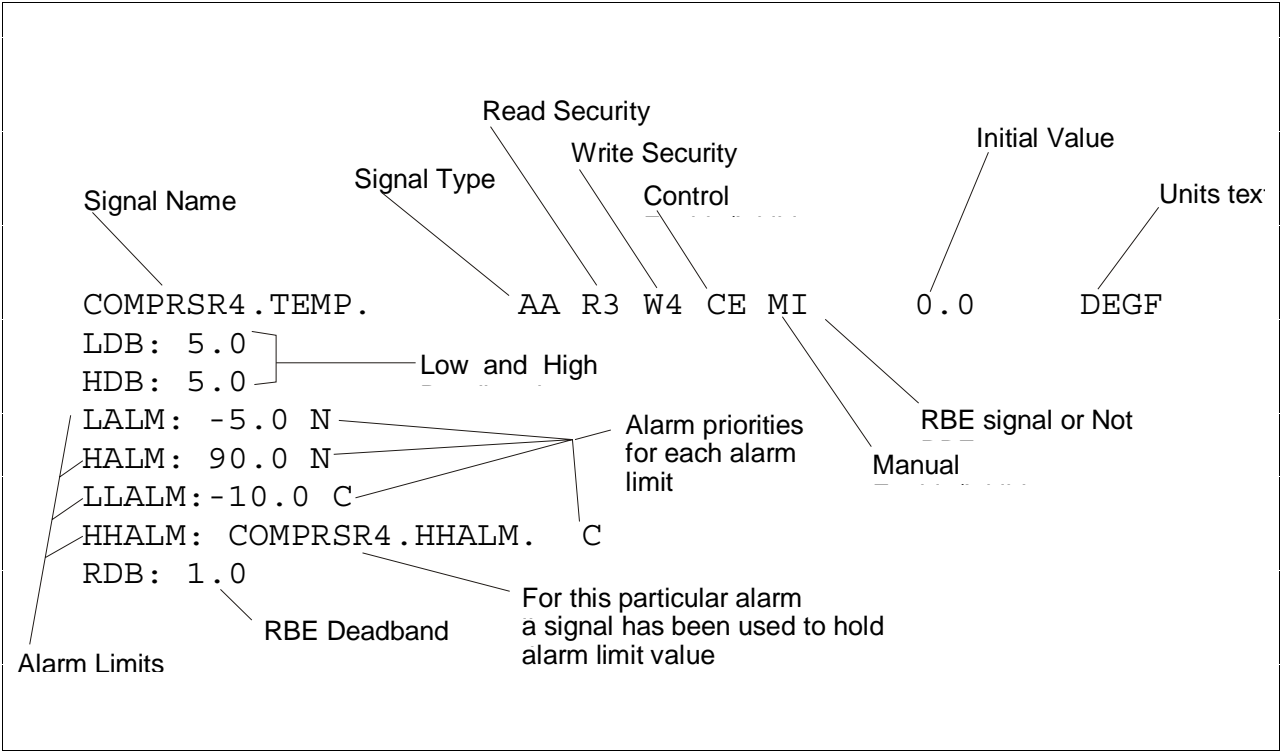 Read Security
Initial Value
Write Security
Signal Type
Control
Units
Signal Name
COMPRSR4.TEMP. AA R3 W4 CE MI 0.0 DEGF
LDB: 5.0
Low and High
HDB: 5.0
LALM: -5.0 N
RBE signal or Not
Alarm priorities
for each alarm
limit
HALM: 90.0 N
Manual
LLALM:-10.0 C
HHALM: COMPRSR4.HHALM. C
RDB: 1.0
For this particular alarm
a signal has been used to hold
alarm limit value
RBE Deadband
Alarm Limits